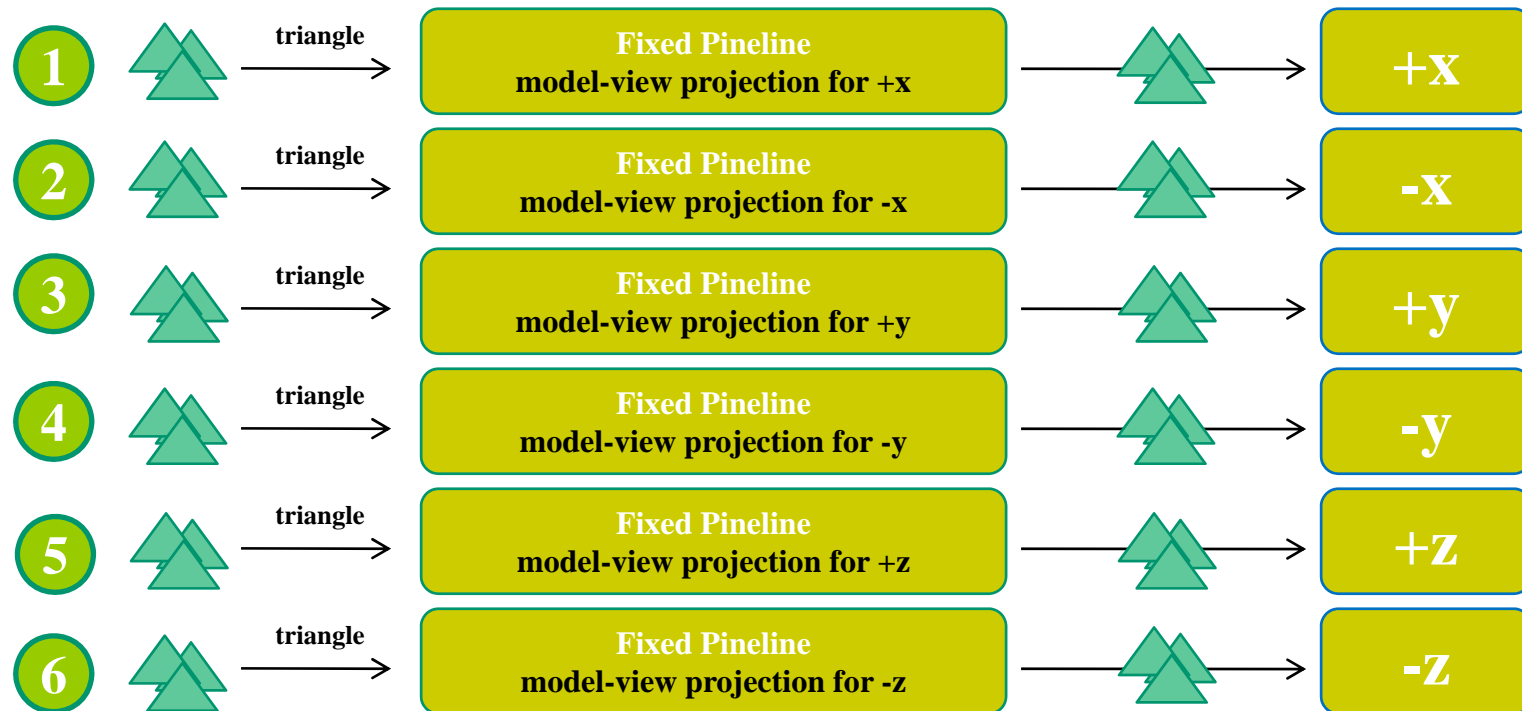 1
triangle
Fixed Pineline
model-view projection for +x
+x
2
triangle
Fixed Pineline
model-view projection for -x
-x
3
triangle
Fixed Pineline
model-view projection for +y
+y
4
triangle
Fixed Pineline
model-view projection for -y
-y
5
triangle
Fixed Pineline
model-view projection for +z
+z
6
triangle
Fixed Pineline
model-view projection for -z
-z